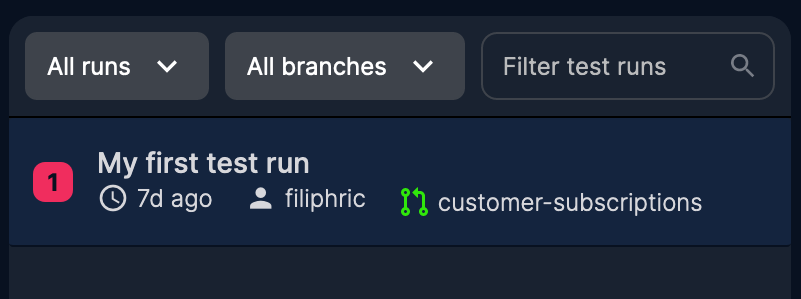 All runs
All branches
Filter test runs
1
My first test run
7d ago
filiphric
customer-subscriptions